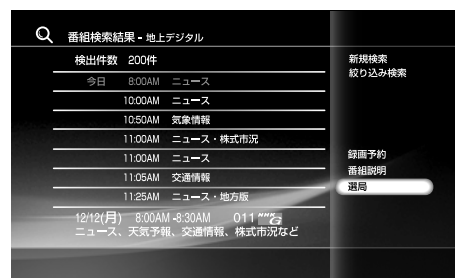 番組検索結果 - 地上デジタル
検出件数 200件
今日 8:00AM ニュース
10:00AM ニュース
10:50AM 気象情報
11:00AM ニュース・株式市況
11:00AM ニュース
11:05AM 交通情報
11:25AM ニュース・地方版
12/12(月) 8:00AM-8:30AM 011
ニュース、天気予報、交通情報、株式市況など
新規検索
絞り込み検索
録画予約
番組説明
選局